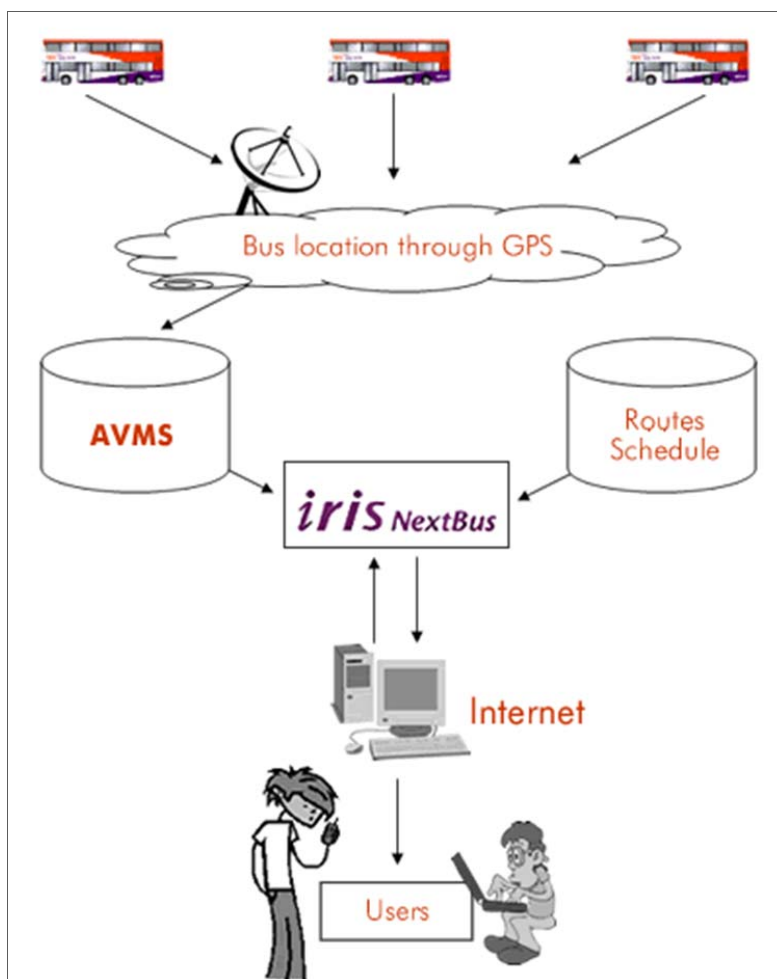 Bus location through GPS
AVMS
Routes
Schedule
iris NextBus
Internet
Users